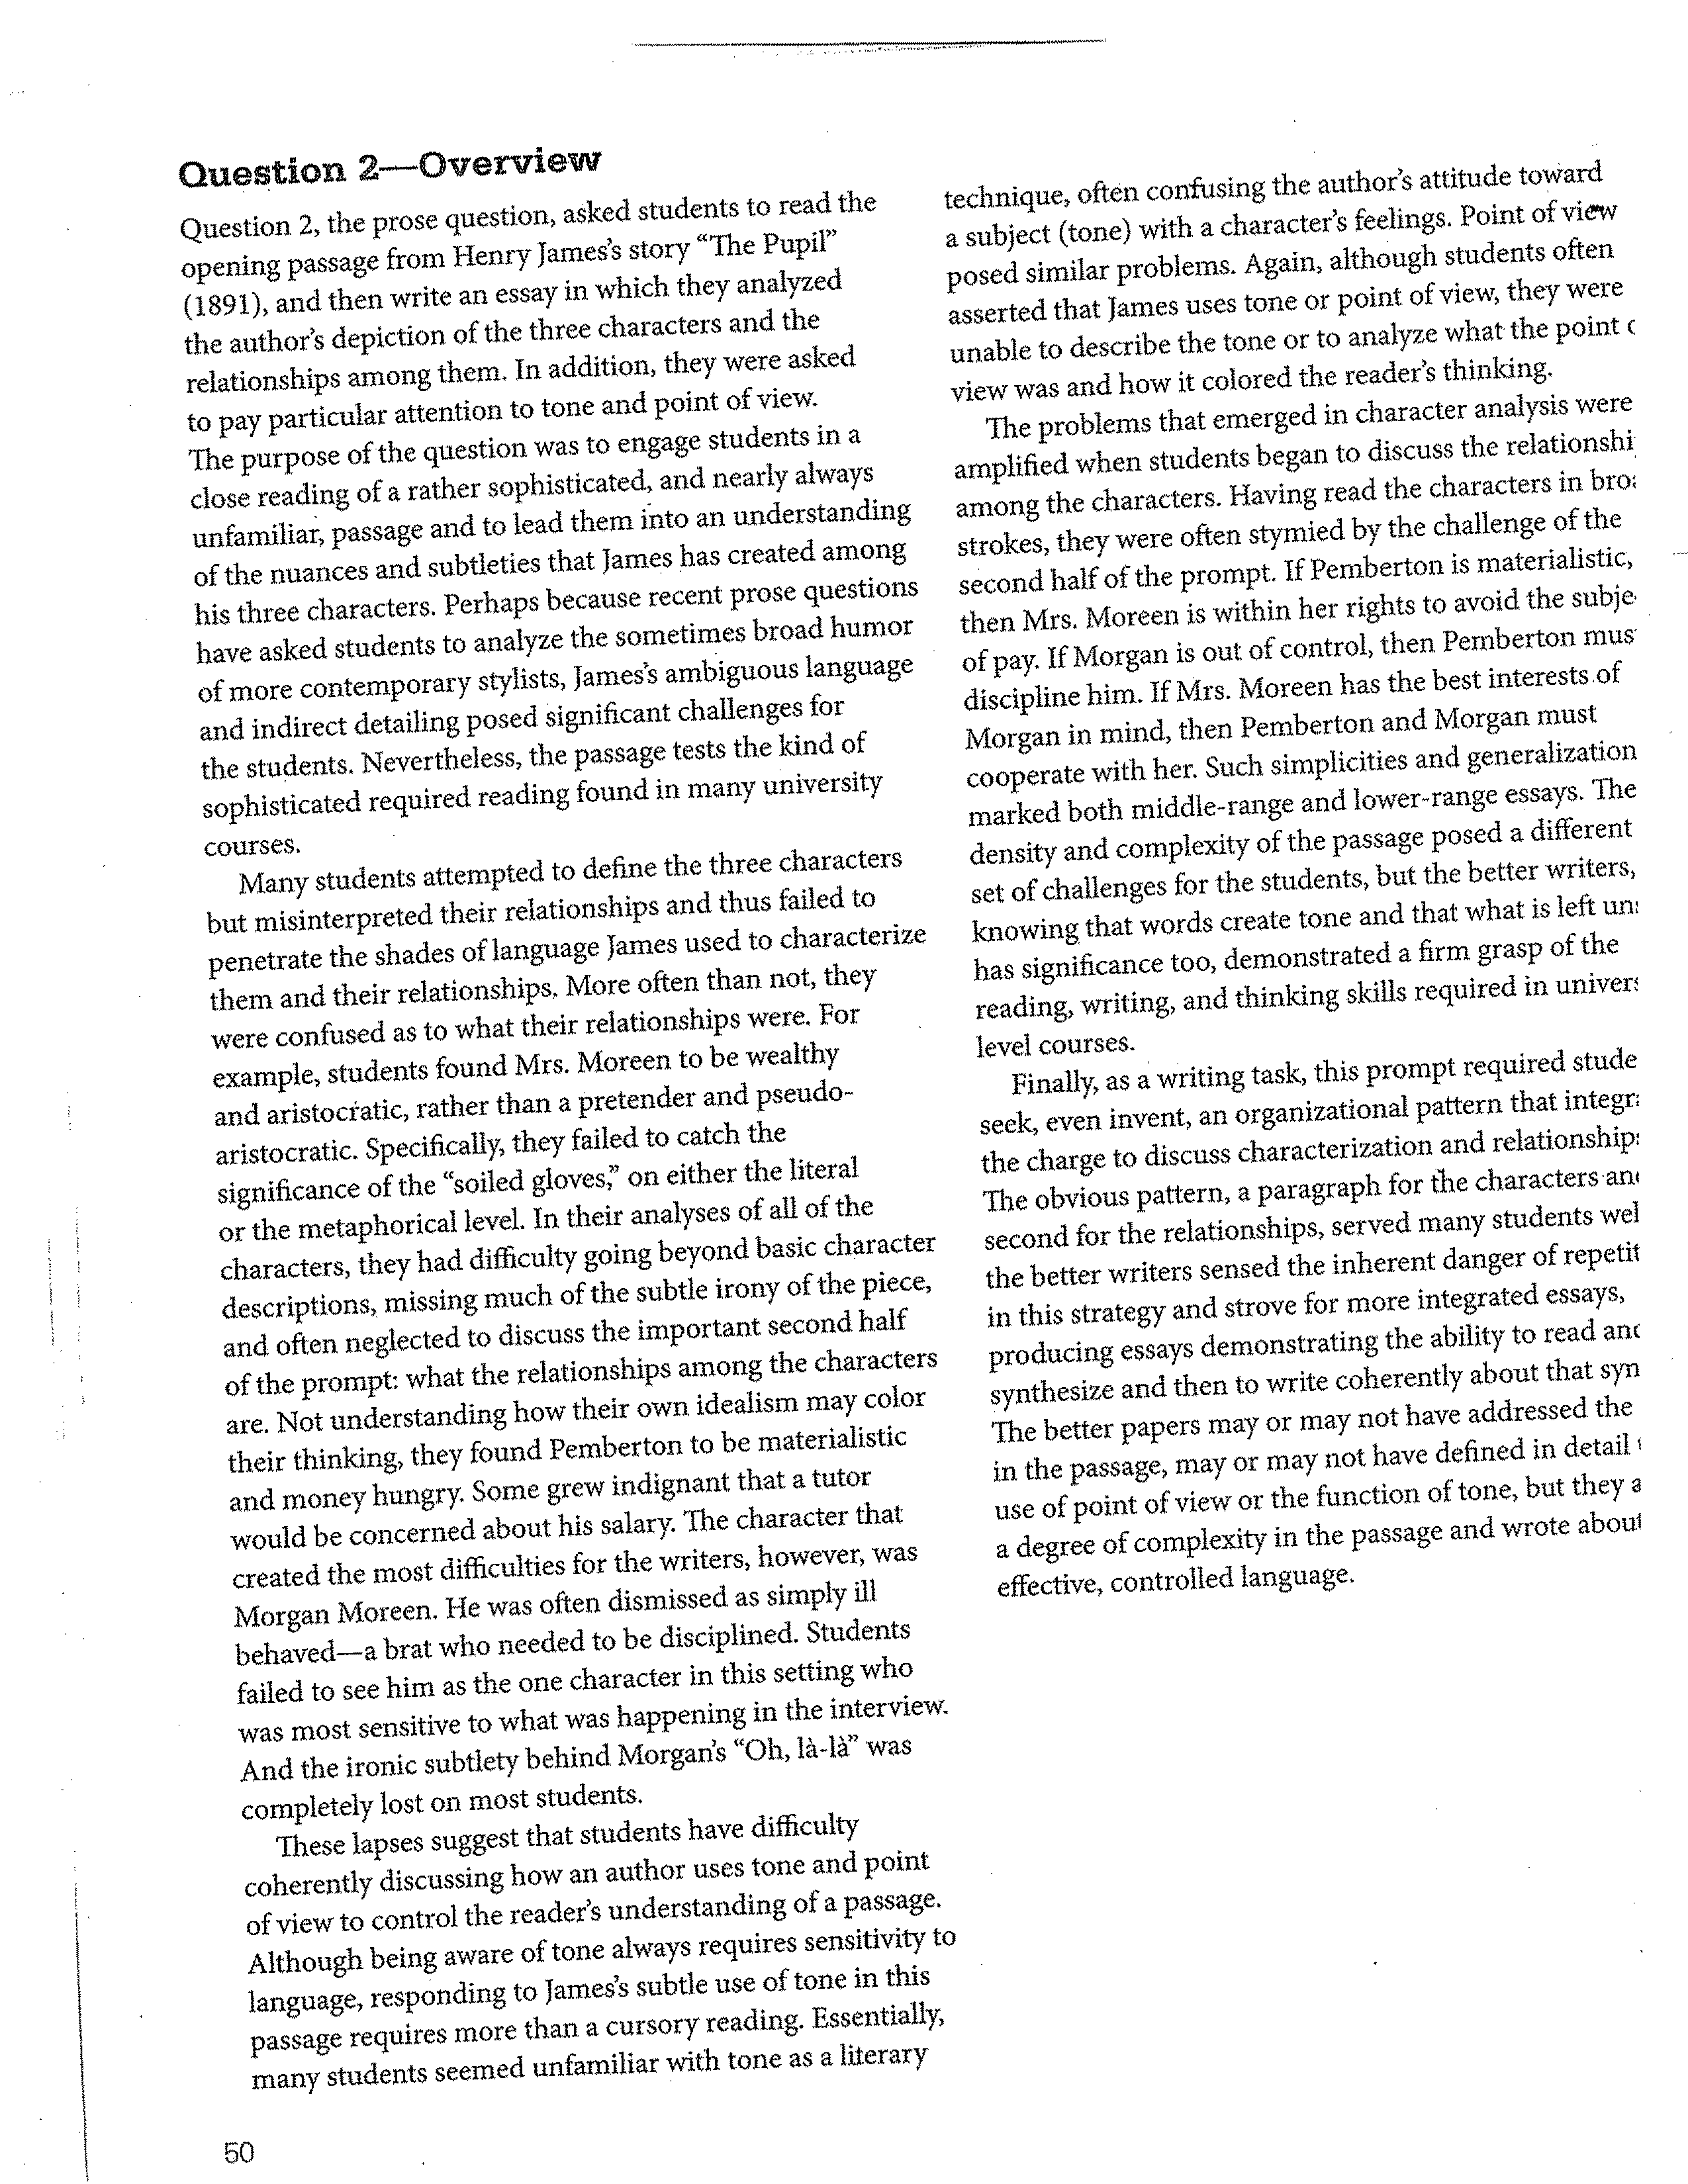 Question 2—Overview
Question 2, the prose question, asked students to read the
opening passage from Henry James's story “The Pupil”
(1891), and then write an essay in which they analyzed
the author's depiction of the three characters and the
relationships among them. In addition, they were asked
to pay particular attention to tone and point of view.
The purpose of the question was to engage students in a
close reading of a rather sophisticated, and nearly always
unfamiliar, passage and to lead them into an understanding
of the nuances and subtleties that James has created among
his three characters. Perhaps because recent prose questions
have asked students to analyze the sometimes broad humor
of more contemporary stylists, James's ambiguous language
and indirect detailing posed significant challenges for
the students. Nevertheless, the passage tests the kind of
sophisticated required reading found in many university
courses.
Many students attempted to define the three characters
but misinterpreted their relationships and thus failed to
penetrate the shades of language James used to characterize
them and their relationships. More often than not, they
were confused as to what their relationships were. For
example, students found Mrs. Moreen to be wealthy
and aristocratic, rather than a pretender and pseudo-
aristocratic. Specifically, they failed to catch the
significance of the “soiled gloves,” on either the literal
or the metaphorical level. In their analyses of all of the
characters, they had difficulty going beyond basic character
descriptions, missing much of the subtle irony of the piece,
and often neglected to discuss the important second half
of the prompt: what the relationships among the characters
are. Not understanding how their own idealism may color
their thinking, they found Pemberton to be materialistic
and money hungry. Some grew indignant that a tutor
would be concerned about his salary. The character that
created the most difficulties for the writers, however, was
Morgan Moreen. He was often dismissed as simply ill
behaved—a brat who needed to be disciplined. Students
failed to see him as the one character in this setting who
was most sensitive to what was happening in the interview.
And the ironic subtlety behind Morgan's “Oh, là-là” was
completely lost on most students.
These lapses suggest that students have difficulty
coherently discussing how an author uses tone and point
of view to control the reader's understanding of a passage.
Although being aware of tone always requires sensitivity to
language, responding to James's subtle use of tone in this
passage requires more than a cursory reading. Essentially,
many students seemed unfamiliar with tone as a literary
50
technique, often confusing the author's attitude toward
a subject (tone) with a character's feelings. Point of view
posed similar problems. Again, although students often
asserted that James uses tone or point of view, they were
unable to describe the tone or to analyze what the point
view was and how it colored the reader's thinking.
The problems that emerged in character analysis were
amplified when students began to discuss the relationshi
among the characters. Having read the characters in
strokes, they were often stymied by the challenge of the
second half of the prompt. If Pemberton is materialistic,
then Mrs. Moreen is within her rights to avoid the subje
of pay. If Morgan is out of control, then Pemberton mus
discipline him. If Mrs. Moreen has the best interests of
Morgan in mind, then Pemberton and Morgan must
cooperate with her. Such simplicities and generalization
marked both middle-range and lower-range essays. The
density and complexity of the passage posed a different
set of challenges for the students, but the better writers,
knowing that words create tone and that what is left
has significance too, demonstrated a firm grasp of the
reading, writing, and thinking skills required in
level courses.
Finally, as a writing task, this prompt required stude
seek, even invent, an organizational pattern that
the charge to discuss characterization and relationship
The obvious pattern, a paragraph for the characters
second for the relationships, served many students wel
the better writers sensed the inherent danger of repetit
in this strategy and strove for more integrated essays,
producing essays demonstrating the ability to read
synthesize and then to write coherently about that syn
The better papers may or may not have addressed the
in the passage, may or may not have defined in detail
use of point of view or the function of tone, but they a
a degree of complexity in the passage and wrote about
effective, controlled language.